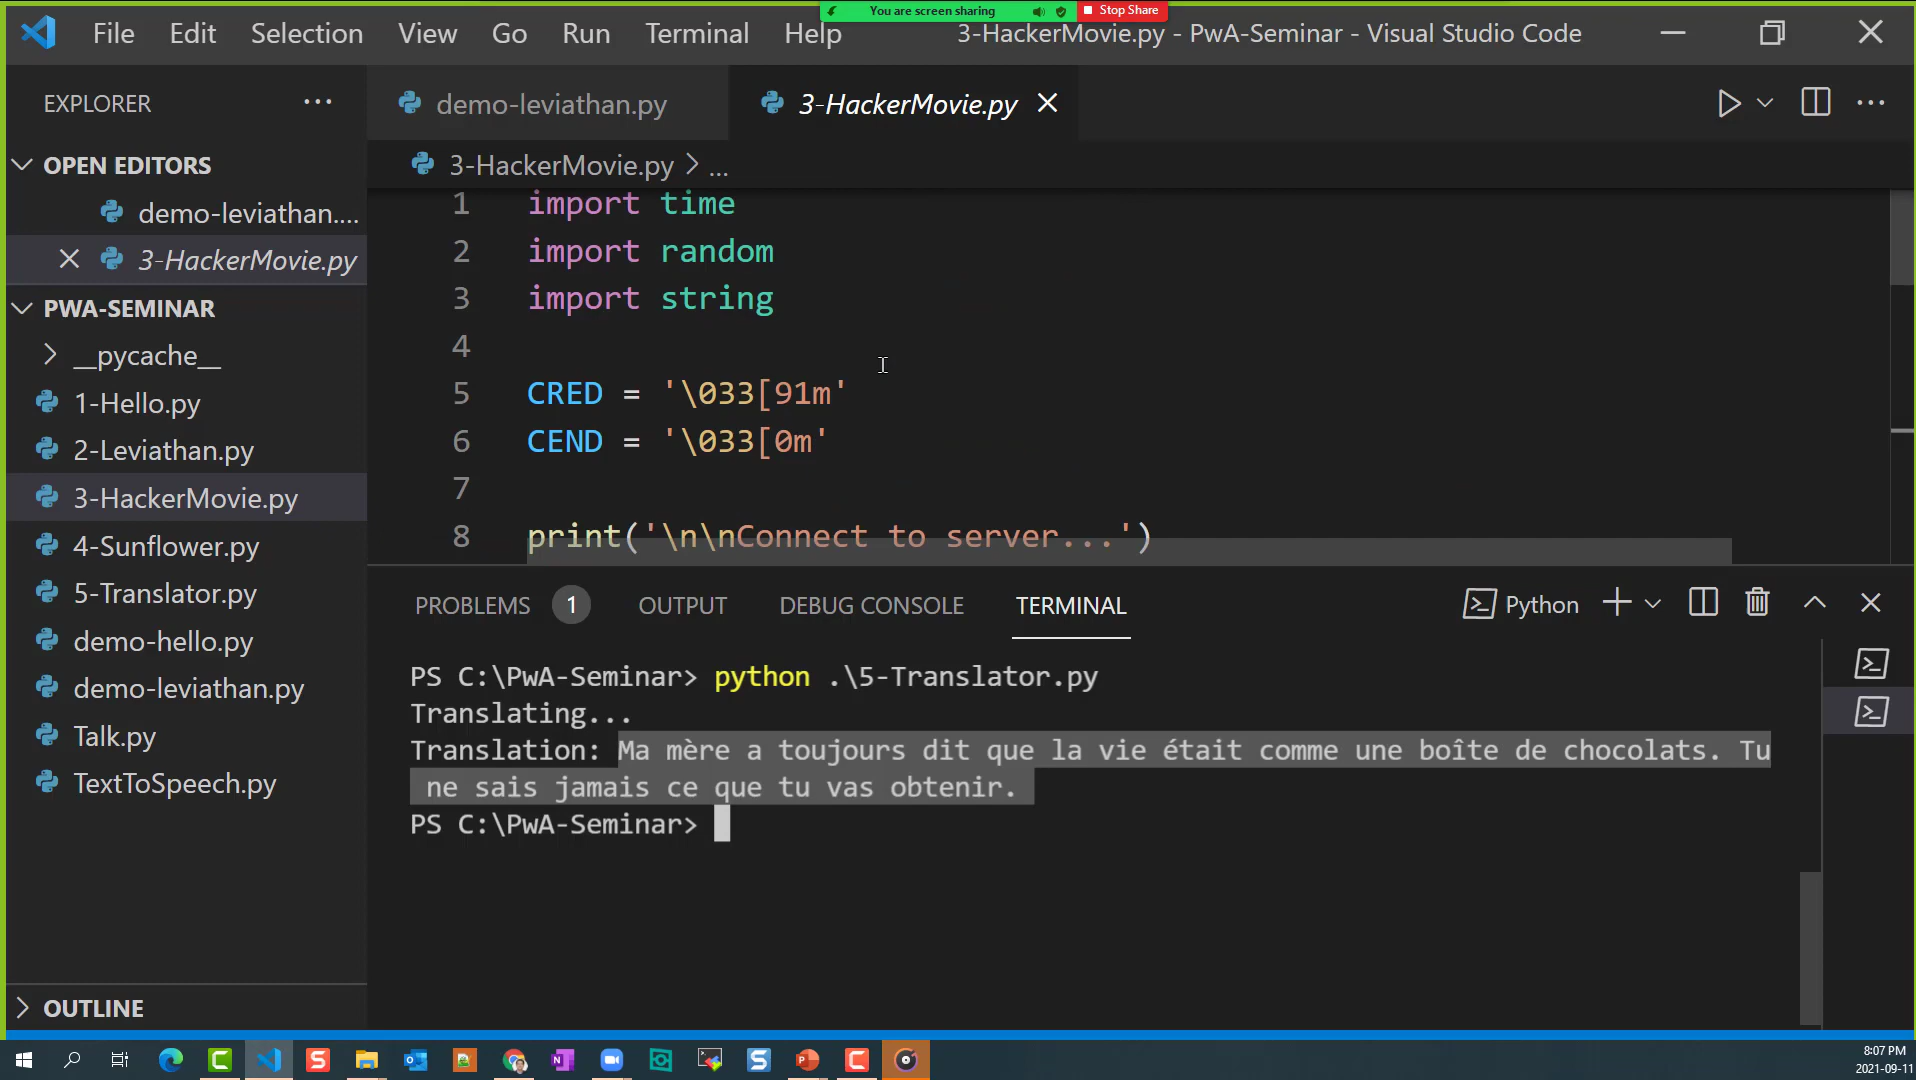 You are screen sharing
Stop Share
File Edit Selection View Go Run Terminal Help
3-HackerMovie.py - PwA-Seminar - Visual Studio Code
EXPLORER
demo-leviathan.py
3-HackerMovie.py
OPEN EDITORS
demo-leviathan....
3-HackerMovie.py
PWA-SEMINAR
__pycache__
1-Hello.py
2-Leviathan.py
3-HackerMovie.py
4-Sunflower.py
5-Translator.py
demo-hello.py
demo-leviathan.py
Talk.py
TextToSpeech.py
OUTLINE
3-HackerMovie.py > ...
1 import time
2 import random
3 import string
4
5 CRED = '\033[91m'
6 CEND = '\033[0m'
7
8 print('\n\nConnect to server...')
PROBLEMS 1 OUTPUT DEBUG CONSOLE TERMINAL
Python
PS C:\PwA-Seminar> python .\5-Translator.py
Translating...
Translation: Ma mère a toujours dit que la vie était comme une boîte de chocolats. Tu
ne sais jamais ce que tu vas obtenir.
PS C:\PwA-Seminar>
8:07 PM
2021-09-11